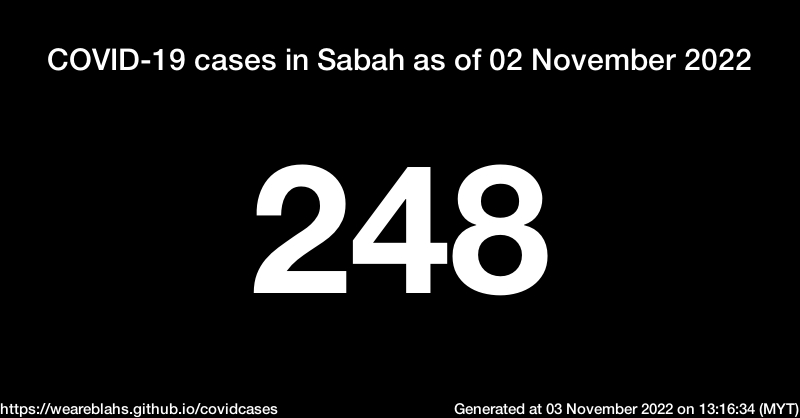 COVID-19 cases in Sabah as of 02 November 2022
248
https://weareblahs.github.io/covidcases
Generated at 03 November 2022 on 13:16:34 (MYT)